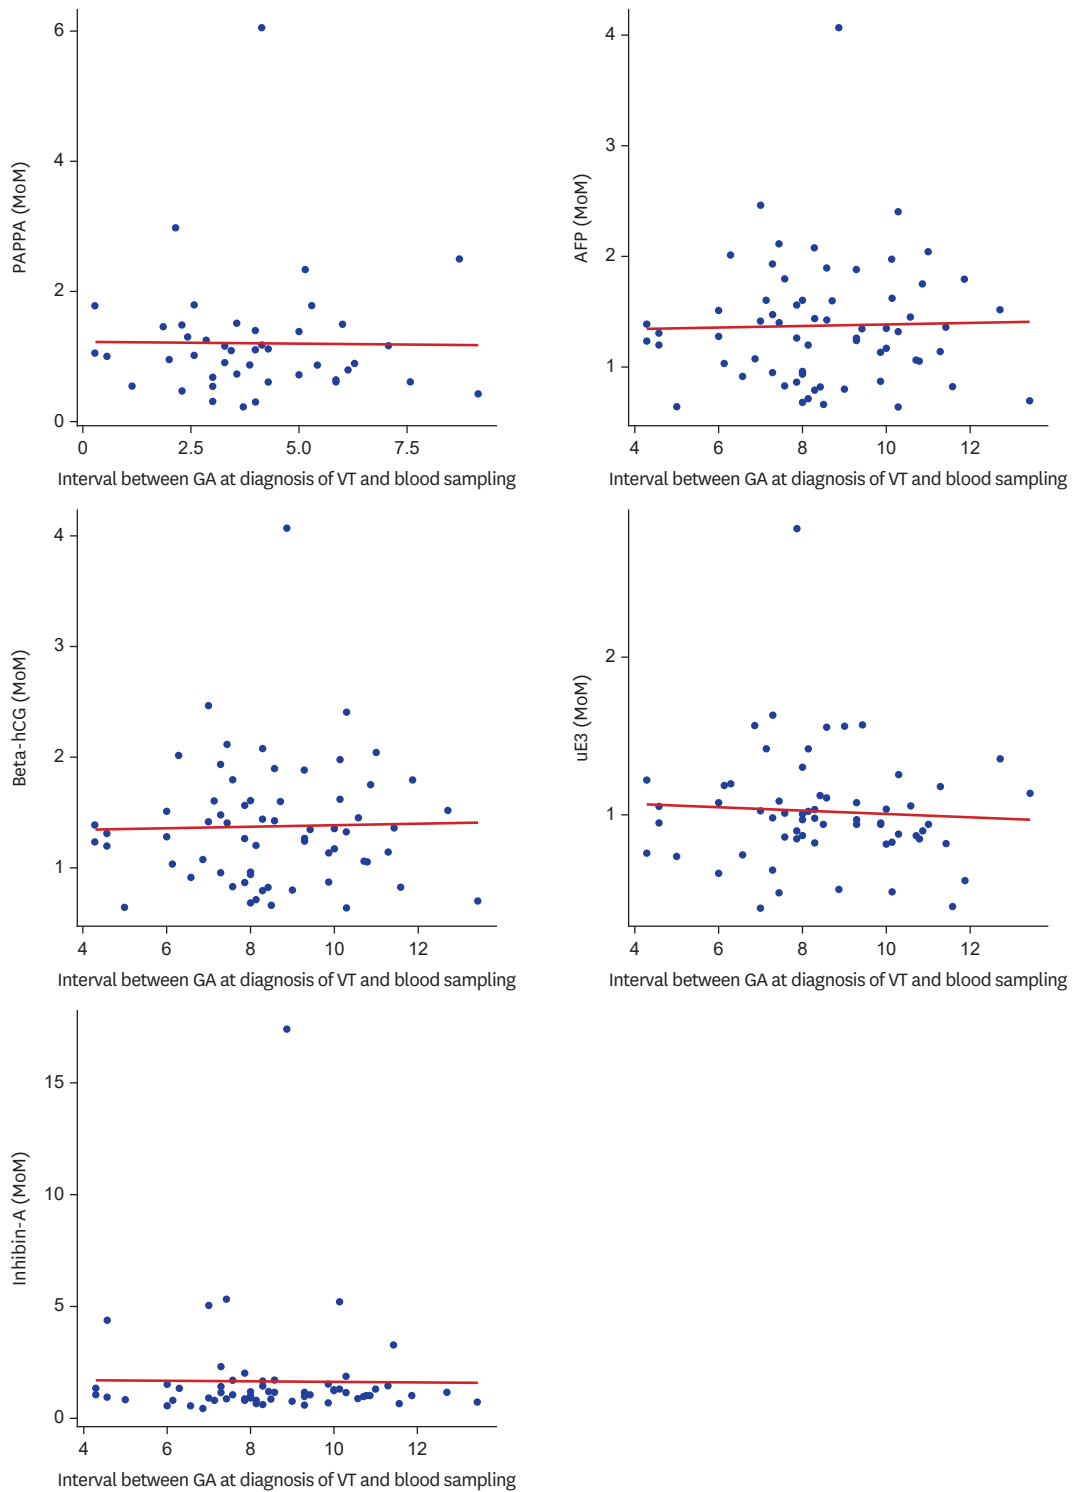 PAPPA (MoM)
6
4
2
0
0 2.5 5.0 7.5
Interval between GA at diagnosis of VT and blood sampling
AFP (MoM)
4
3
2
1
4 6 8 10 12
Interval between GA at diagnosis of VT and blood sampling
Beta-hCG (MoM)
4
3
2
1
4 6 8 10 12
Interval between GA at diagnosis of VT and blood sampling
uE3 (MoM)
2
1
4 6 8 10 12
Interval between GA at diagnosis of VT and blood sampling
Inhibin-A (MoM)
15
10
5
0
4 6 8 10 12
Interval between GA at diagnosis of VT and blood sampling